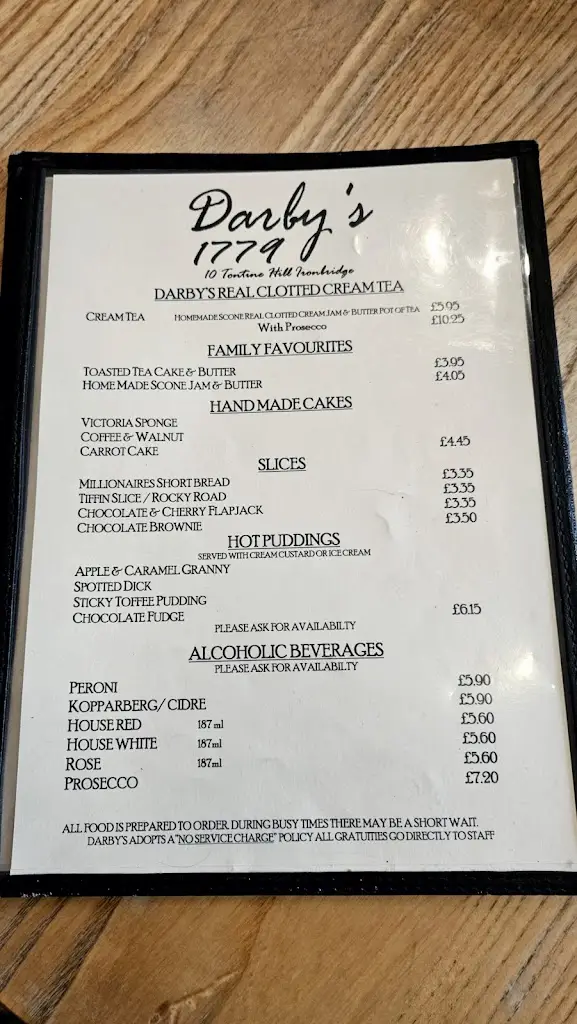 Darby's
1779
10 Tontine Hill Ironbridge
DARBY'S REAL CLOTTED CREAM TEA
CREAM TEA HOMEMADE SCONE REAL CLOTTED CREAM JAM & BUTTER POT OF TEA £5.95
With Prosecco £10.25
FAMILY FAVOURITES
TOASTED TEA CAKE & BUTTER £3.95
HOME MADE SCONE JAM & BUTTER £4.05
HAND MADE CAKES
VICTORIA SPONGE
COFFEE & WALNUT £4.45
CARROT CAKE
SLICES
MILLIONAIRES SHORT BREAD £3.35
TIFFIN SLICE / ROCKY ROAD £3.35
CHOCOLATE & CHERRY FLAPJACK £3.35
CHOCOLATE BROWNIE £3.50
HOT PUDDINGS
SERVED WITH CREAM CUSTARD OR ICE CREAM
APPLE & CARAMEL GRANNY
SPOTTED DICK
STICKY TOFFEE PUDDING
CHOCOLATE FUDGE £6.15
PLEASE ASK FOR AVAILABILTY
ALCOHOLIC BEVERAGES
PLEASE ASK FOR AVAILABILTY
PERONI £5.90
KOPPARBERG/ CIDRE £5.90
HOUSE RED 187 ml £5.60
HOUSE WHITE 187ml £5.60
ROSE 187ml £5.60
PROSECCO £7.20
ALL FOOD IS PREPARED TO ORDER DURING BUSY TIMES THERE MAY BE A SHORT WAIT.
DARBY'S ADOPTS A "NO SERVICE CHARGE" POLICY ALL GRATUITIES GO DIRECTLY TO STAFF